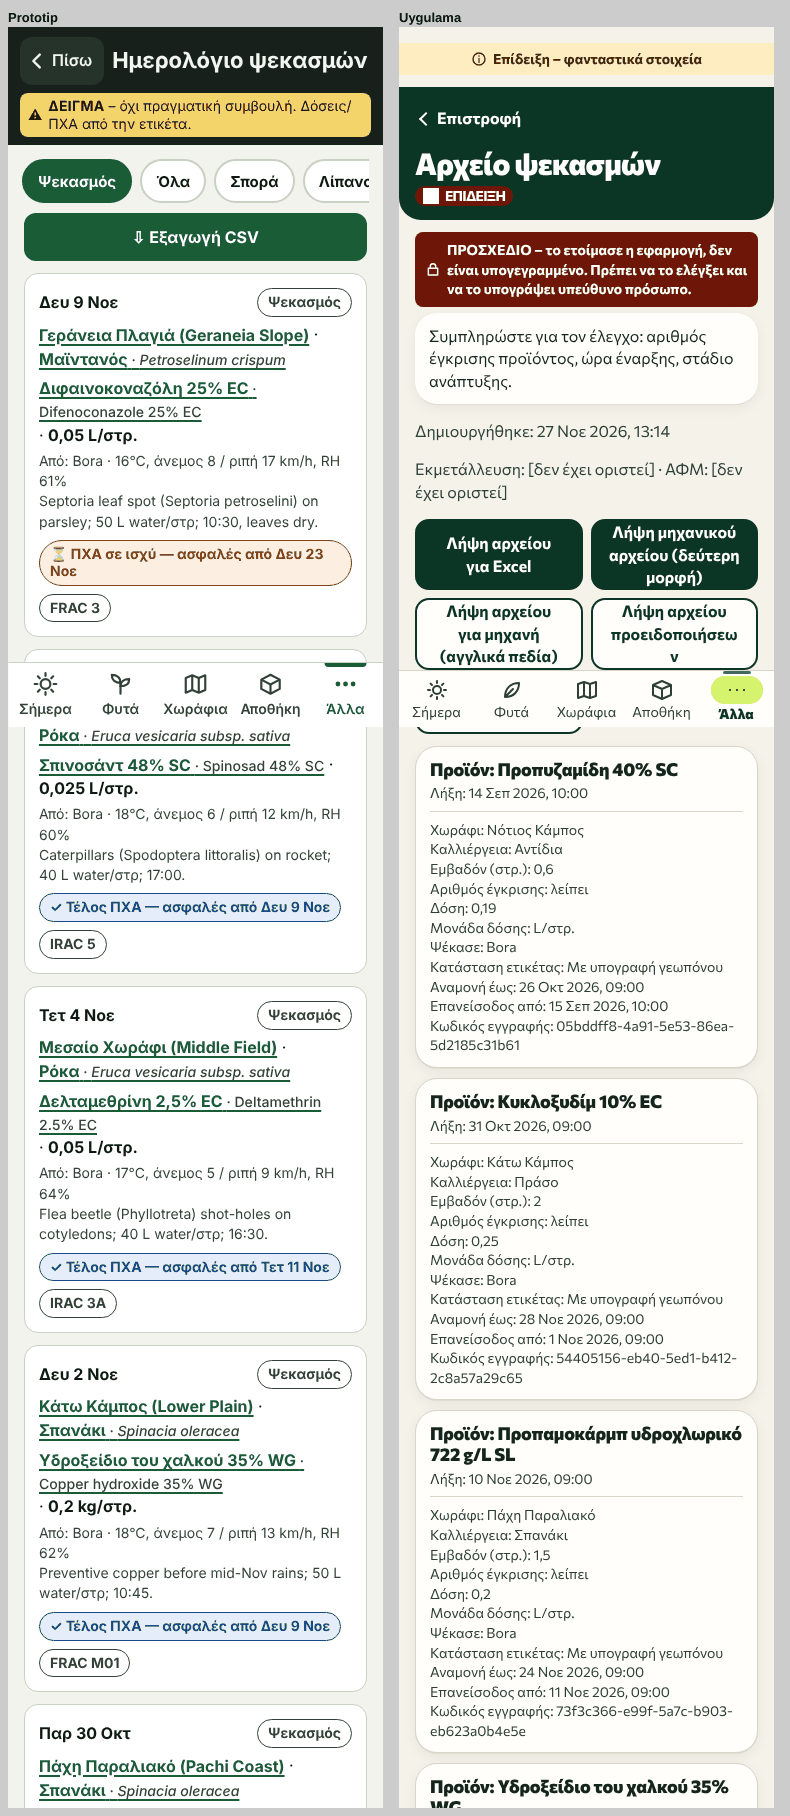 Prototip
Πίσω
Ημερολόγιο ψεκασμών
ΔΕΙΓΜΑ – όχι πραγματική συμβουλή. Δόσεις/
ΠΧΑ από την ετικέτα.
Ψεκασμός
Όλα
Σπορά
⇩ Εξαγωγή CSV
Δευ 9 Νοε
Ψεκασμός
Γεράνεια Πλαγιά (Geraneia Slope) ·
Μαϊντανός · Petroselinum crispum
Διφαινοκοναζόλη 25% EC ·
Difenoconazole 25% EC
· 0,05 L/στρ.
Από: Bora · 16°C, άνεμος 8 / ριπή 17 km/h, RH
61%
Septoria leaf spot (Septoria petroselini) on
parsley; 50 L water/στρ; 10:30, leaves dry.
⏳ ΠΧΑ σε ισχύ — ασφαλές από Δευ 23
Νοε
FRAC 3
Σήμερα
Φυτά
Χωράφια
Αποθήκη
Άλλα
Ρόκα · Eruca vesicaria subsp. sativa
Σπινοσάντ 48% SC · Spinosad 48% SC ·
0,025 L/στρ.
Από: Bora · 18°C, άνεμος 6 / ριπή 12 km/h, RH
60%
Caterpillars (Spodoptera littoralis) on rocket;
40 L water/στρ; 17:00.
✓ Τέλος ΠΧΑ — ασφαλές από Δευ 9 Νοε
IRAC 5
Τετ 4 Νοε
Ψεκασμός
Μεσαίο Χωράφι (Middle Field) ·
Ρόκα · Eruca vesicaria subsp. sativa
Δελταμεθρίνη 2,5% EC · Deltamethrin
2.5% EC
· 0,05 L/στρ.
Από: Bora · 17°C, άνεμος 5 / ριπή 9 km/h, RH
64%
Flea beetle (Phyllotreta) shot-holes on
cotyledons; 40 L water/στρ; 16:30.
✓ Τέλος ΠΧΑ — ασφαλές από Τετ 11 Νοε
IRAC 3A
Δευ 2 Νοε
Ψεκασμός
Κάτω Κάμπος (Lower Plain) ·
Σπανάκι · Spinacia oleracea
Υδροξείδιο του χαλκού 35% WG ·
Copper hydroxide 35% WG
· 0,2 kg/στρ.
Από: Bora · 18°C, άνεμος 7 / ριπή 13 km/h, RH
62%
Preventive copper before mid-Nov rains; 50 L
water/στρ; 10:45.
✓ Τέλος ΠΧΑ — ασφαλές από Δευ 9 Νοε
FRAC M01
Παρ 30 Οκτ
Ψεκασμός
Πάχη Παραλιακό (Pachi Coast) ·
Σπανάκι · Spinacia oleracea
Uygulama
Επίδειξη – φανταστικά στοιχεία
Επιστροφή
Αρχείο ψεκασμών
ΕΠΙΔΕΙΞΗ
ΠΡΟΣΧΕΔΙΟ – το ετοίμασε η εφαρμογή, δεν
είναι υπογεγραμμένο. Πρέπει να το ελέγξει και
να το υπογράψει υπεύθυνο πρόσωπο.
Συμπληρώστε για τον έλεγχο: αριθμός
έγκρισης προϊόντος, ώρα έναρξης, στάδιο
ανάπτυξης.
Δημιουργήθηκε: 27 Νοε 2026, 13:14
Εκμετάλλευση: [δεν έχει οριστεί] · ΑΦΜ: [δεν
έχει οριστεί]
Λήψη αρχείου
για Excel
Λήψη μηχανικού
αρχείου (δεύτερη
μορφή)
Λήψη αρχείου
για μηχανή
(αγγλικά πεδία)
Λήψη αρχείου
προειδοποιήσεω
ν
Σήμερα
Φυτά
Χωράφια
Αποθήκη
Άλλα
Προϊόν: Προπυζαμίδη 40% SC
Λήξη: 14 Σεπ 2026, 10:00
Χωράφι: Νότιος Κάμπος
Καλλιέργεια: Αντίδια
Εμβαδόν (στρ.): 0,6
Αριθμός έγκρισης: λείπει
Δόση: 0,19
Μονάδα δόσης: L/στρ.
Ψέκασε: Bora
Κατάσταση ετικέτας: Με υπογραφή γεωπόνου
Αναμονή έως: 26 Οκτ 2026, 09:00
Επανείσοδος από: 15 Σεπ 2026, 10:00
Κωδικός εγγραφής: 05bddff8-4a91-5e53-86ea-
5d2185c31b61
Προϊόν: Κυκλοξυδίμ 10% EC
Λήξη: 31 Οκτ 2026, 09:00
Χωράφι: Κάτω Κάμπος
Καλλιέργεια: Πράσο
Εμβαδόν (στρ.): 2
Αριθμός έγκρισης: λείπει
Δόση: 0,25
Μονάδα δόσης: L/στρ.
Ψέκασε: Bora
Κατάσταση ετικέτας: Με υπογραφή γεωπόνου
Αναμονή έως: 28 Νοε 2026, 09:00
Επανείσοδος από: 1 Νοε 2026, 09:00
Κωδικός εγγραφής: 54405156-eb40-5ed1-b412-
2c8a57a29c65
Προϊόν: Προπαμοκάρμπ υδροχλωρικό
722 g/L SL
Λήξη: 10 Νοε 2026, 09:00
Χωράφι: Πάχη Παραλιακό
Καλλιέργεια: Σπανάκι
Εμβαδόν (στρ.): 1,5
Αριθμός έγκρισης: λείπει
Δόση: 0,2
Μονάδα δόσης: L/στρ.
Ψέκασε: Bora
Κατάσταση ετικέτας: Με υπογραφή γεωπόνου
Αναμονή έως: 24 Νοε 2026, 09:00
Επανείσοδος από: 11 Νοε 2026, 09:00
Κωδικός εγγραφής: 73f3c366-e99f-5a7c-b903-
eb623a0b4e5e
Προϊόν: Υδροξείδιο του χαλκού 35%
WG